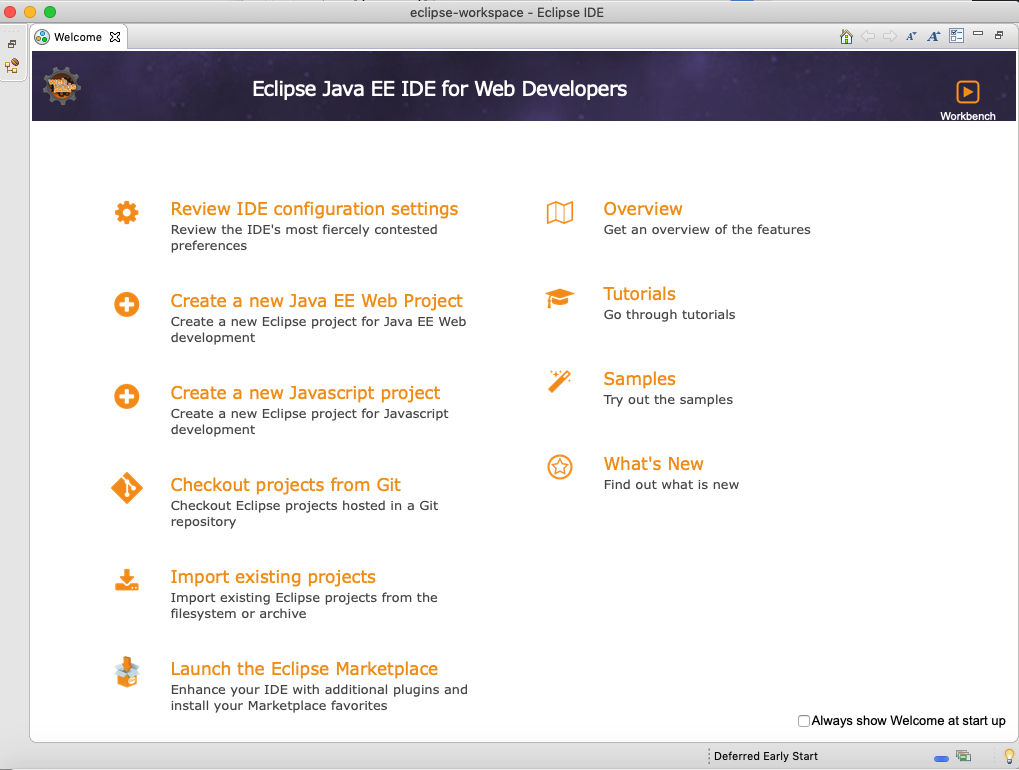 eclipse-workspace - Eclipse IDE
Welcome
Eclipse Java EE IDE for Web Developers
Workbench
Review IDE configuration settings
Review the IDE's most fiercely contested
preferences
Create a new Java EE Web Project
Create a new Eclipse project for Java EE Web
development
Create a new Javascript project
Create a new Eclipse project for Javascript
development
Checkout projects from Git
Checkout Eclipse projects hosted in a Git
repository
Import existing projects
Import existing Eclipse projects from the
filesystem or archive
Launch the Eclipse Marketplace
Enhance your IDE with additional plugins and
install your Marketplace favorites
Overview
Get an overview of the features
Tutorials
Go through tutorials
Samples
Try out the samples
What's New
Find out what is new
Always show Welcome at start up
Deferred Early Start